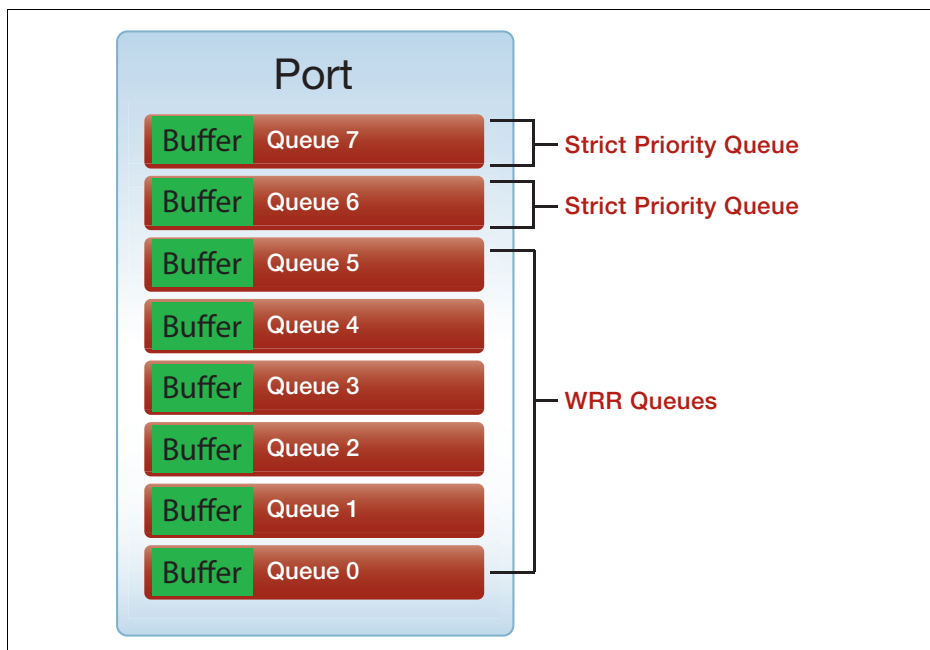 Port
Buffer Queue 7
Strict Priority Queue
Buffer Queue 6
Strict Priority Queue
Buffer Queue 5
Buffer Queue 4
Buffer Queue 3
WRR Queues
Buffer Queue 2
Buffer Queue 1
Buffer Queue 0